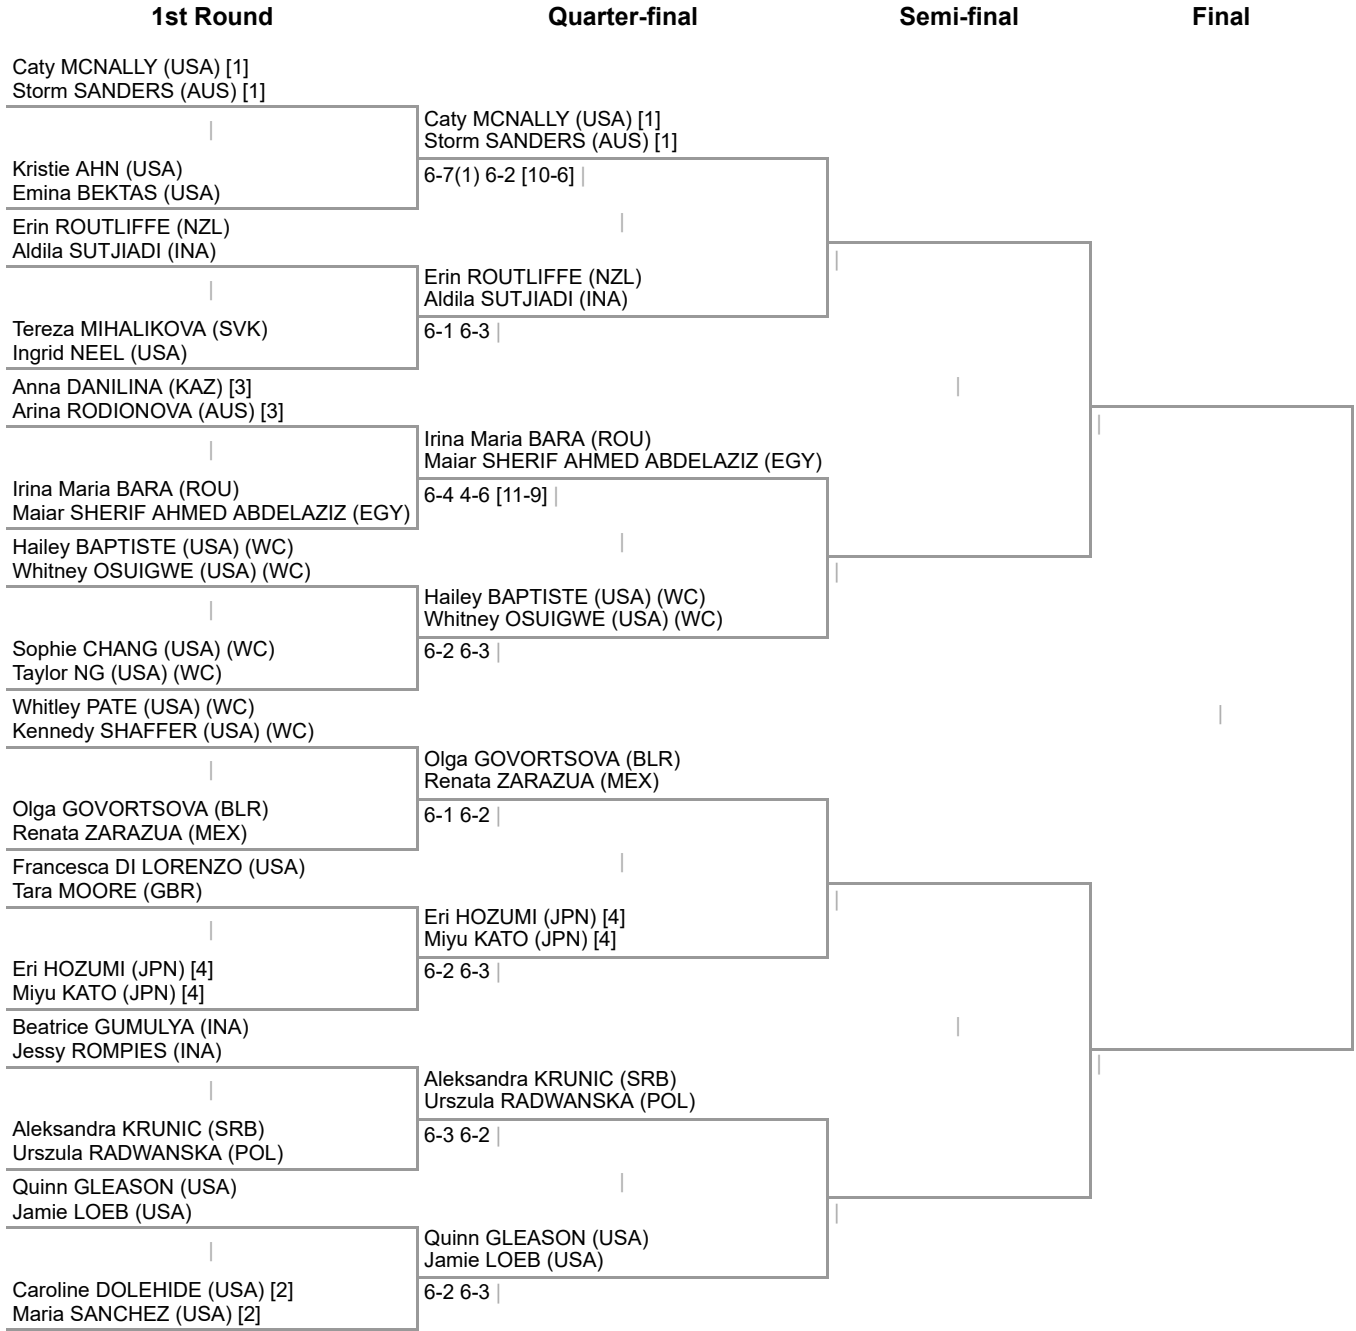 1st Round
Quarter-final
Semi-final
Final
Caty MCNALLY (USA) [1]
Storm SANDERS (AUS) [1]
Kristie AHN (USA)
Emina BEKTAS (USA)
Erin ROUTLIFFE (NZL)
Aldila SUTJIADI (INA)
Tereza MIHALIKOVA (SVK)
Ingrid NEEL (USA)
Anna DANILINA (KAZ) [3]
Arina RODIONOVA (AUS) [3]
Irina Maria BARA (ROU)
Maiar SHERIF AHMED ABDELAZIZ (EGY)
Hailey BAPTISTE (USA) (WC)
Whitney OSUIGWE (USA) (WC)
Sophie CHANG (USA) (WC)
Taylor NG (USA) (WC)
Whitley PATE (USA) (WC)
Kennedy SHAFFER (USA) (WC)
Olga GOVORTSOVA (BLR)
Renata ZARAZUA (MEX)
Francesca DI LORENZO (USA)
Tara MOORE (GBR)
Eri HOZUMI (JPN) [4]
Miyu KATO (JPN) [4]
Beatrice GUMULYA (INA)
Jessy ROMPIES (INA)
Aleksandra KRUNIC (SRB)
Urszula RADWANSKA (POL)
Quinn GLEASON (USA)
Jamie LOEB (USA)
Caroline DOLEHIDE (USA) [2]
Maria SANCHEZ (USA) [2]
Caty MCNALLY (USA) [1]
Storm SANDERS (AUS) [1]
6-7(1) 6-2 [10-6] |
Erin ROUTLIFFE (NZL)
Aldila SUTJIADI (INA)
6-1 6-3 |
Irina Maria BARA (ROU)
Maiar SHERIF AHMED ABDELAZIZ (EGY)
6-4 4-6 [11-9] |
Hailey BAPTISTE (USA) (WC)
Whitney OSUIGWE (USA) (WC)
6-2 6-3 |
Olga GOVORTSOVA (BLR)
Renata ZARAZUA (MEX)
6-1 6-2 |
Eri HOZUMI (JPN) [4]
Miyu KATO (JPN) [4]
6-2 6-3 |
Aleksandra KRUNIC (SRB)
Urszula RADWANSKA (POL)
6-3 6-2 |
Quinn GLEASON (USA)
Jamie LOEB (USA)
6-2 6-3 |